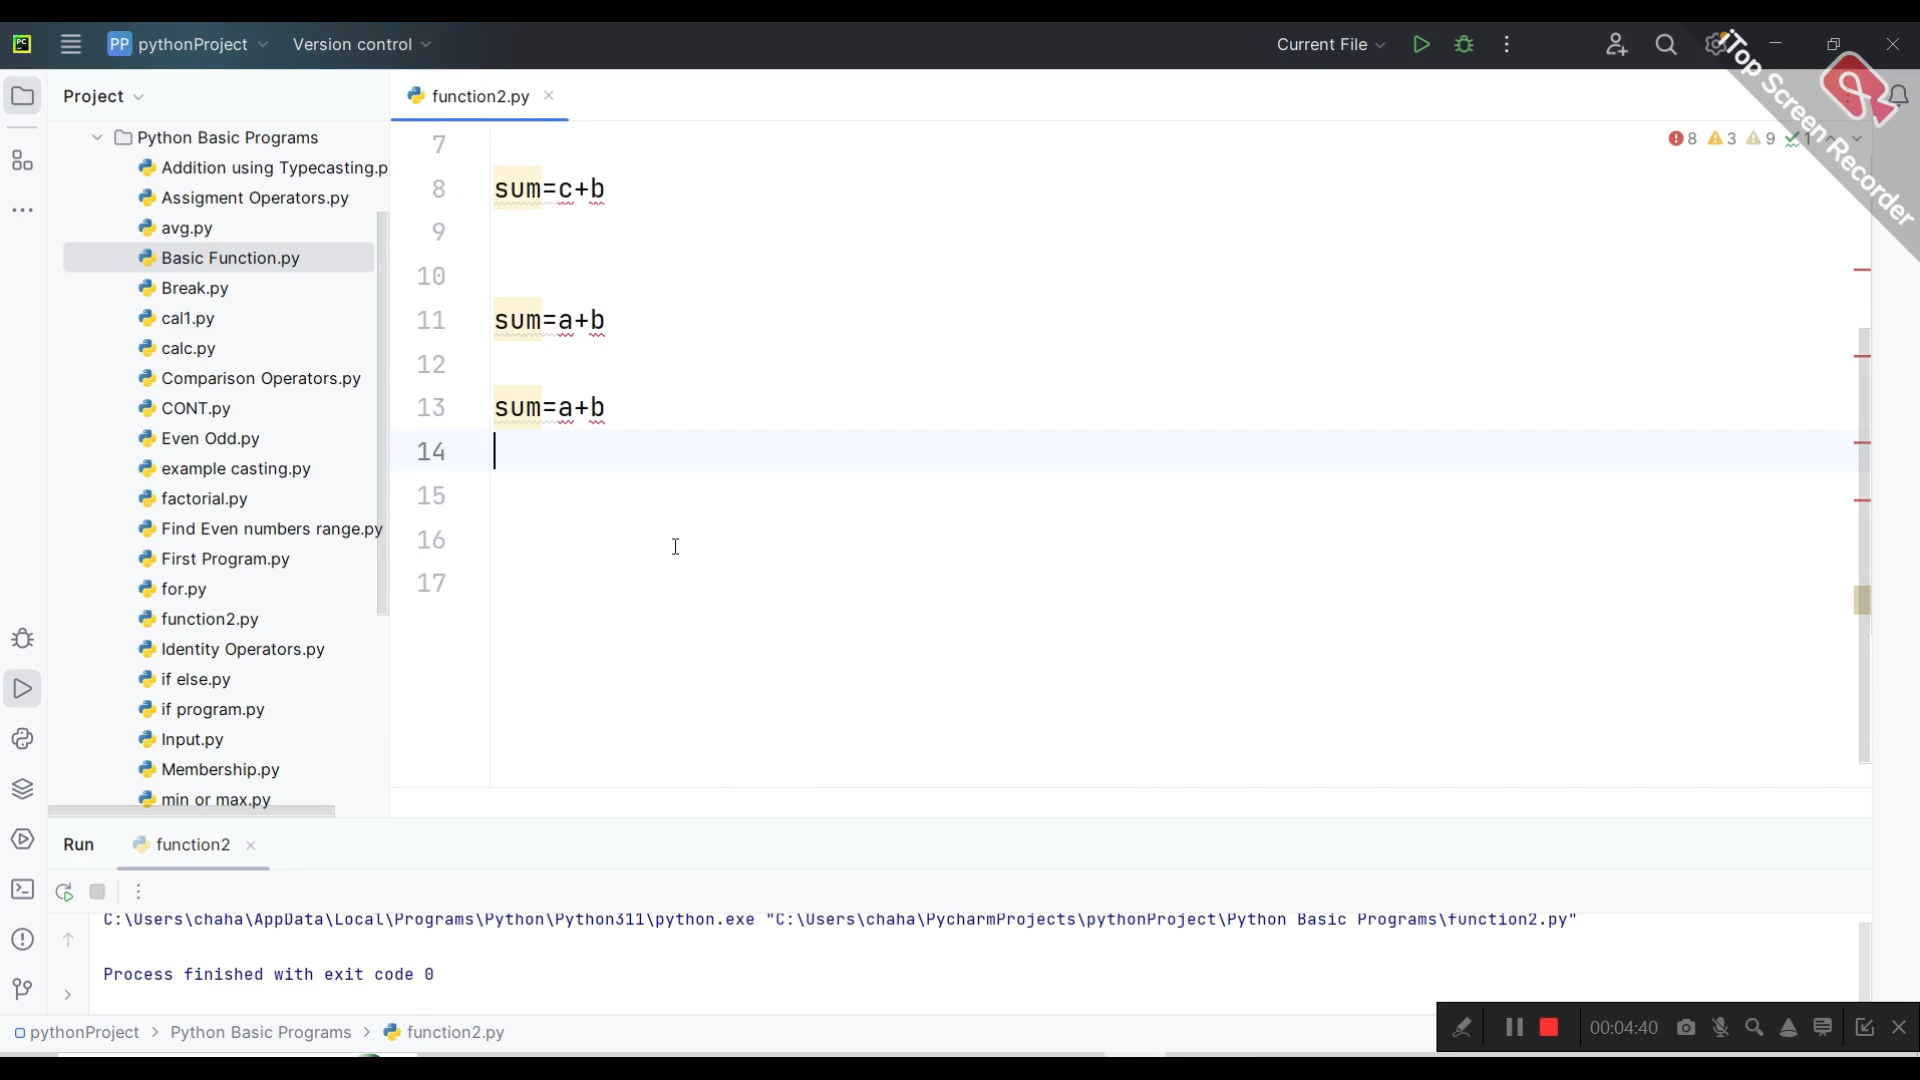 PC
PP pythonProject
Version control
Current File
iTop Screen Recorder
Project
function2.py
Python Basic Programs
Addition using Typecasting.p
Assigment Operators.py
avg.py
Basic Function.py
Break.py
cal1.py
calc.py
Comparison Operators.py
CONT.py
Even Odd.py
example casting.py
factorial.py
Find Even numbers range.py
First Program.py
for.py
function2.py
Identity Operators.py
if else.py
if program.py
Input.py
Membership.py
min or max.py
7
8 sum=c+b
9
10
11 sum=a+b
12
13 sum=a+b
14
15
16
17
8 3 9 1
Run
function2
C:\Users\chaha\AppData\Local\Programs\Python\Python311\python.exe "C:\Users\chaha\PycharmProjects\pythonProject\Python Basic Programs\function2.py"
Process finished with exit code 0
pythonProject > Python Basic Programs > function2.py
00:04:40